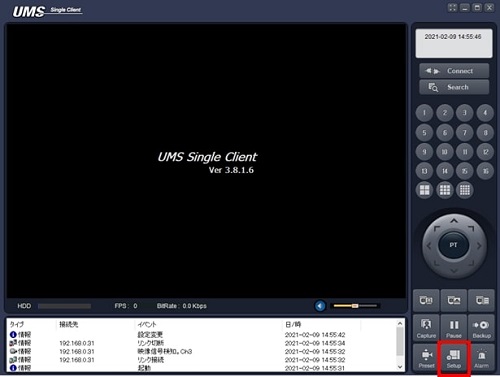 UMS Single Client
2021-02-09 14:55:46
Connect
Search
1 2 3 4
5 6 7 8
9 10 11 12
13 14 15 16
UMS Single Client
Ver 3.8.1.6
PT
HDD FPS : 0 BitRate : 0.0 Kbps
Capture Pause Backup
Preset Setup Alarm
タイプ 接続先 イベント 日/時
情報 設定変更 2021-02-09 14:55:42
情報 192.168.0.31 リンク切断 2021-02-09 14:55:34
情報 192.168.0.31 映像信号検知。Ch3 2021-02-09 14:55:32
情報 192.168.0.31 リンク接続 2021-02-09 14:55:32
情報 起動 2021-02-09 14:55:31